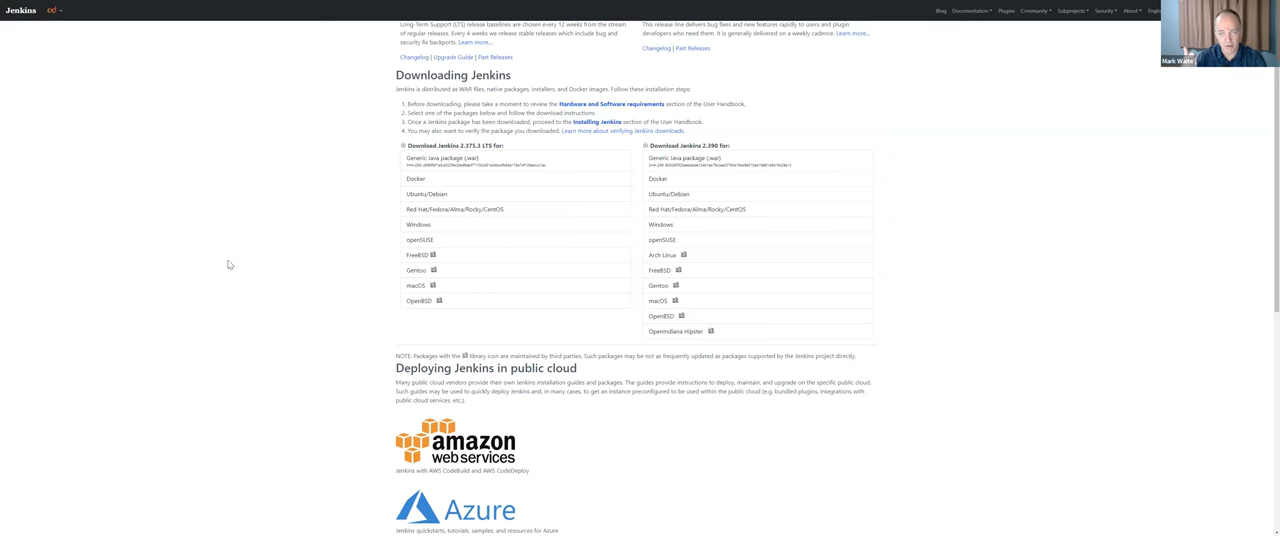 Jenkins
cd
Blog Documentation Plugins Community Subprojects Security About
Mark Waite
Long-Term Support (LTS) release baselines are chosen every 12 weeks from the stream
of regular releases. Every 4 weeks we release stable releases which include bug and
security fix backports. Learn more...
Changelog | Upgrade Guide | Past Releases
This release line delivers bug fixes and new features rapidly to users and plugin
developers who need them. It is generally delivered on a weekly cadence. Learn more...
Changelog | Past Releases
Downloading Jenkins
Jenkins is distributed as WAR files, native packages, installers, and Docker images. Follow these installation steps:
1. Before downloading, please take a moment to review the Hardware and Software requirements section of the User Handbook.
2. Select one of the packages below and follow the download instructions.
3. Once a Jenkins package has been downloaded, proceed to the Installing Jenkins section of the User Handbook.
4. You may also want to verify the package you downloaded. Learn more about verifying Jenkins downloads.
Download Jenkins 2.375.3 LTS for:
Generic Java package (.war)
Docker
Ubuntu/Debian
Red Hat/Fedora/Alma/Rocky/CentOS
Windows
openSUSE
FreeBSD
Gentoo
macOS
OpenBSD
Download Jenkins 2.390 for:
Generic Java package (.war)
Docker
Ubuntu/Debian
Red Hat/Fedora/Alma/Rocky/CentOS
Windows
openSUSE
Arch Linux
FreeBSD
Gentoo
macOS
OpenBSD
OpenIndiana Hipster
NOTE: Packages with the library icon are maintained by third parties. Such packages may be not as frequently updated as packages supported by the Jenkins project directly.
Deploying Jenkins in public cloud
Many public cloud vendors provide their own Jenkins installation guides and packages. The guides provide instructions to deploy, maintain, and upgrade on the specific public cloud.
Such guides may be used to quickly deploy Jenkins and, in many cases, to get an instance preconfigured to be used within the public cloud (e.g. bundled plugins, integrations with
public cloud services, etc.).
amazon
web services
Jenkins with AWS CodeBuild and AWS CodeDeploy
Azure
Jenkins quickstarts, tutorials, samples, and resources for Azure